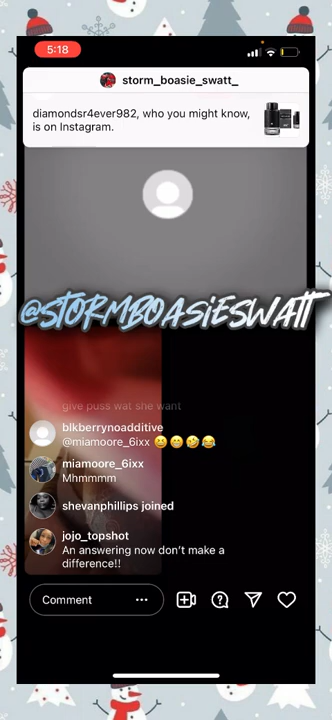 5:18
storm_boasie_swatt_
diamondsr4ever982, who you might know,
is on Instagram.
@STORMBOASIESWATT
give puss wat she want
blkberrynoadditive
@miamoore_6ixx 😆😁🤣😂
miamoore_6ixx
Mhmmmm
shevanphillips joined
jojo_topshot
An answering now don't make a
difference!!
Comment